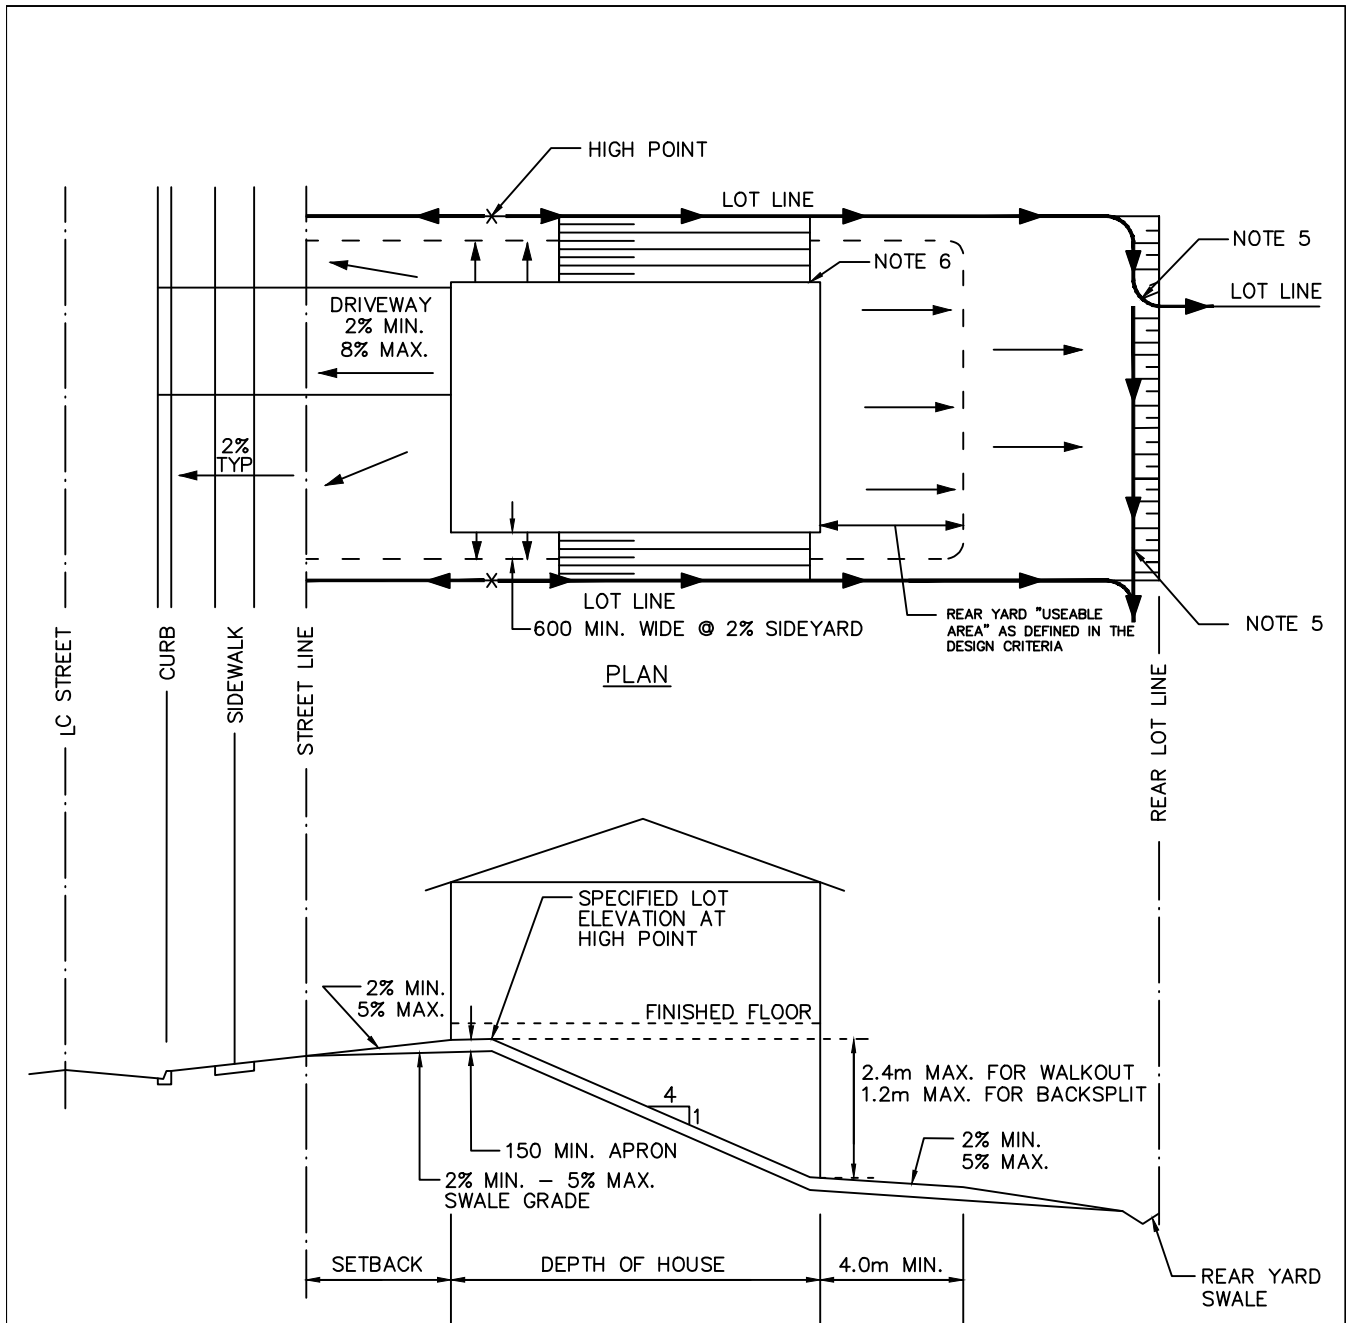 HIGH POINT
LOT LINE
NOTE 5
NOTE 6
LOT LINE
DRIVEWAY
2% MIN.
8% MAX.
2%
TYP
LOT LINE
600 MIN. WIDE @ 2% SIDEYARD
REAR YARD "USEABLE
AREA" AS DEFINED IN THE
DESIGN CRITERIA
NOTE 5
PLAN
LC STREET
CURB
SIDEWALK
STREET LINE
REAR LOT LINE
SPECIFIED LOT
ELEVATION AT
HIGH POINT
2% MIN.
5% MAX.
FINISHED FLOOR
2.4m MAX. FOR WALKOUT
1.2m MAX. FOR BACKSPLIT
4
1
150 MIN. APRON
2% MIN.
5% MAX.
2% MIN. - 5% MAX.
SWALE GRADE
SETBACK
DEPTH OF HOUSE
4.0m MIN.
REAR YARD
SWALE